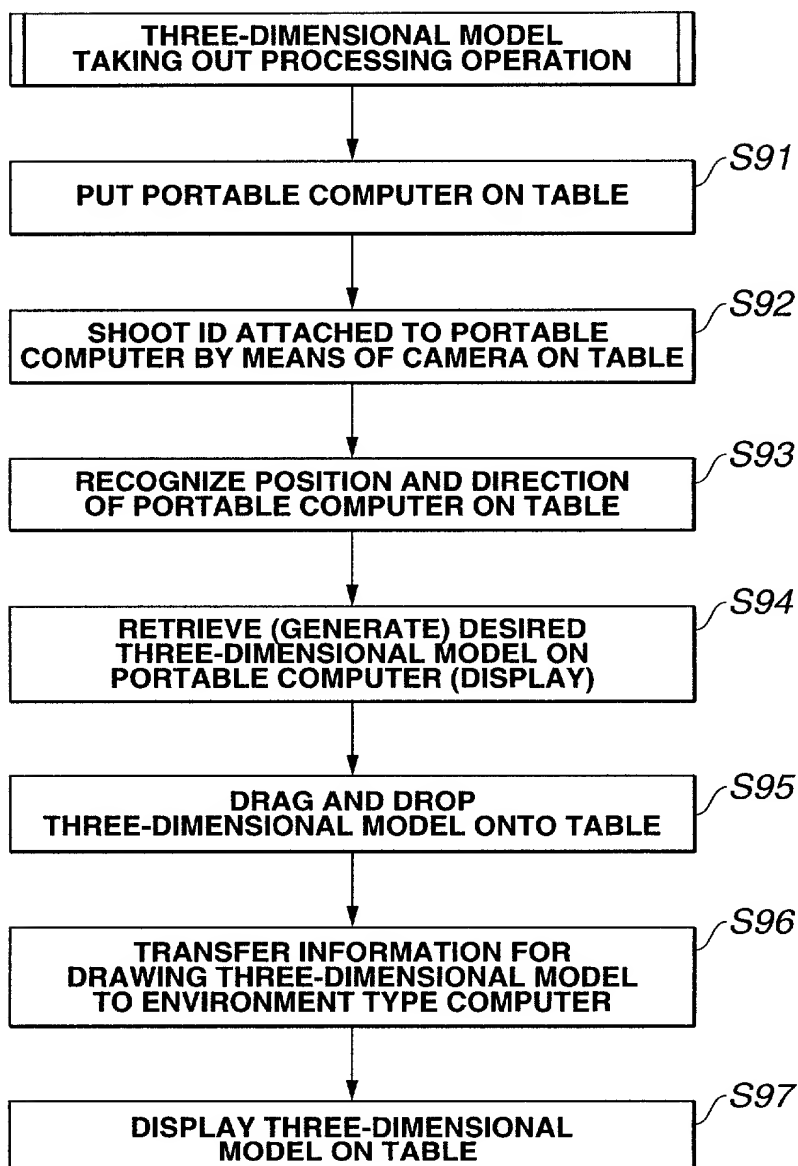 THREE-DIMENSIONAL MODEL
TAKING OUT PROCESSING OPERATION
S91
PUT PORTABLE COMPUTER ON TABLE
S92
SHOOT ID ATTACHED TO PORTABLE
COMPUTER BY MEANS OF CAMERA ON TABLE
S93
RECOGNIZE POSITION AND DIRECTION
OF PORTABLE COMPUTER ON TABLE
S94
RETRIEVE (GENERATE) DESIRED
THREE-DIMENSIONAL MODEL ON
PORTABLE COMPUTER (DISPLAY)
S95
DRAG AND DROP
THREE-DIMENSIONAL MODEL ONTO TABLE
S96
TRANSFER INFORMATION FOR
DRAWING THREE-DIMENSIONAL MODEL
TO ENVIRONMENT TYPE COMPUTER
S97
DISPLAY THREE-DIMENSIONAL
MODEL ON TABLE